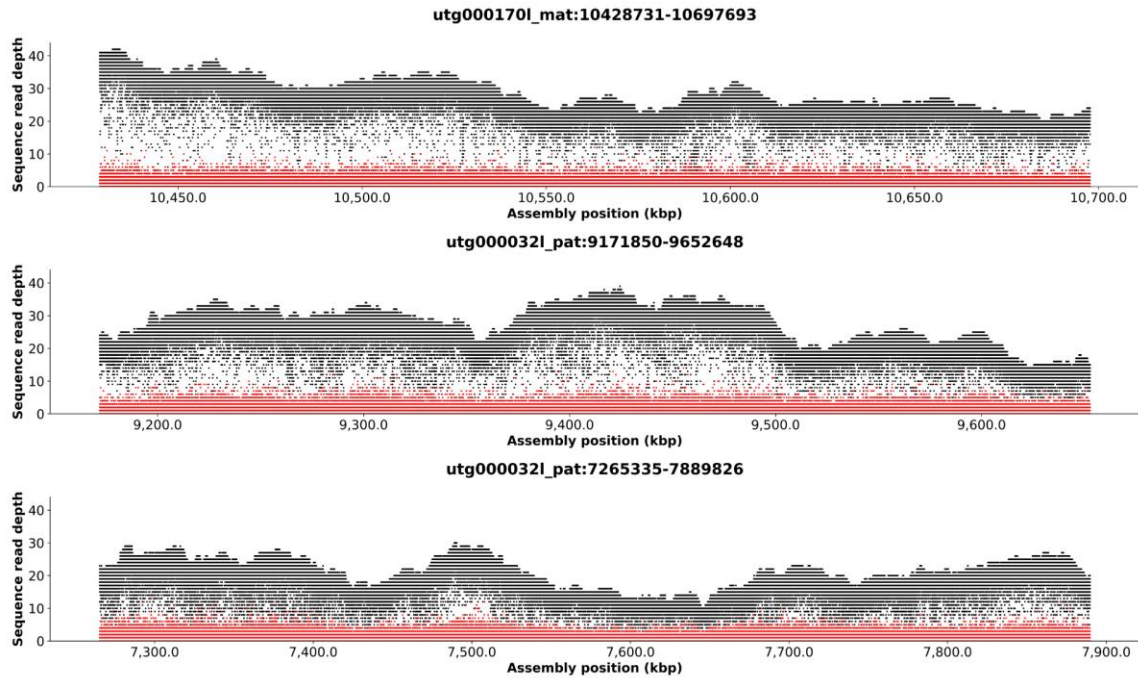 utg000170l_mat:10428731-10697693
Sequence read depth
40
30
20
10
0
10,450.0 10,500.0 10,550.0 10,600.0 10,650.0 10,700.0
Assembly position (kbp)
utg000032l_pat:9171850-9652648
Sequence read depth
40
30
20
10
0
9,200.0 9,300.0 9,400.0 9,500.0 9,600.0
Assembly position (kbp)
utg000032l_pat:7265335-7889826
Sequence read depth
40
30
20
10
0
7,300.0 7,400.0 7,500.0 7,600.0 7,700.0 7,800.0 7,900.0
Assembly position (kbp)